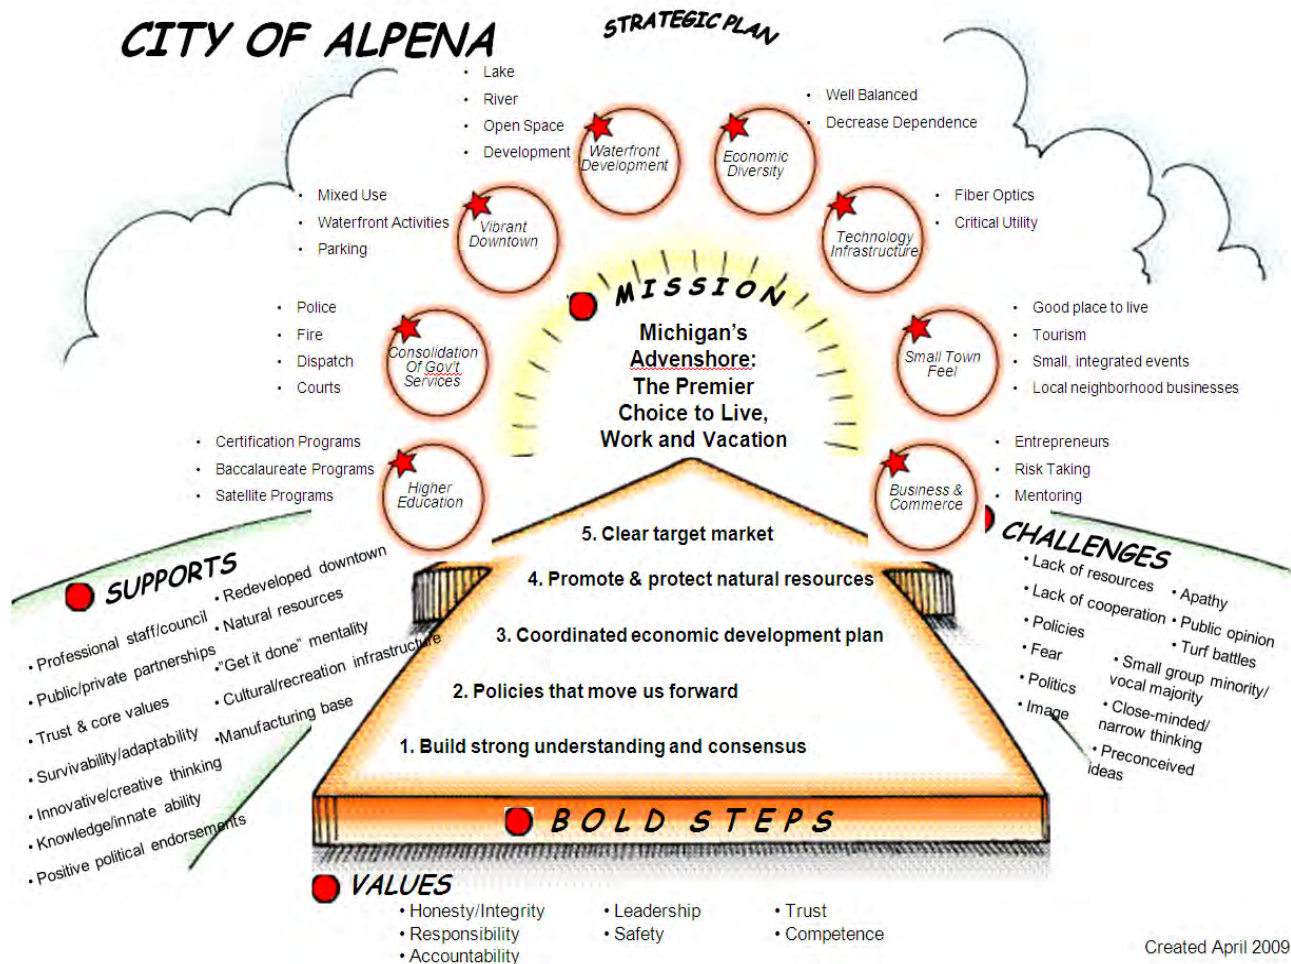 CITY OF ALPENA
STRATEGIC PLAN
• Lake
• River
• Open Space
• Development
Waterfront
Development
• Well Balanced
• Decrease Dependence
Economic
Diversity
• Mixed Use
• Waterfront Activities
• Parking
Vibrant
Downtown
• Fiber Optics
• Critical Utility
Technology
Infrastructure
• Police
• Fire
• Dispatch
• Courts
Consolidation
Of Gov't
Services
• Good place to live
• Tourism
• Small, integrated events
• Local neighborhood businesses
Small Town
Feel
• Certification Programs
• Baccalaureate Programs
• Satellite Programs
Higher
Education
• Entrepreneurs
• Risk Taking
• Mentoring
Business &
Commerce
MISSION
Michigan's
Advenshore:
The Premier
Choice to Live,
Work and Vacation
5. Clear target market
4. Promote & protect natural resources
3. Coordinated economic development plan
2. Policies that move us forward
1. Build strong understanding and consensus
BOLD STEPS
SUPPORTS
• Professional staff/council
• Public/private partnerships
• Trust & core values
• Survivability/adaptability
• Innovative/creative thinking
• Knowledge/innate ability
• Positive political endorsements
• Redeveloped downtown
• Natural resources
•"Get it done" mentality
• Cultural/recreation infrastructure
•Manufacturing base
CHALLENGES
• Lack of resources
• Lack of cooperation
• Policies
• Fear
• Politics
• Image
• Apathy
• Public opinion
• Turf battles
• Small group minority/
vocal majority
• Close-minded/
narrow thinking
• Preconceived
ideas
VALUES
• Honesty/Integrity
• Responsibility
• Accountability
• Leadership
• Safety
• Trust
• Competence
Created April 2009